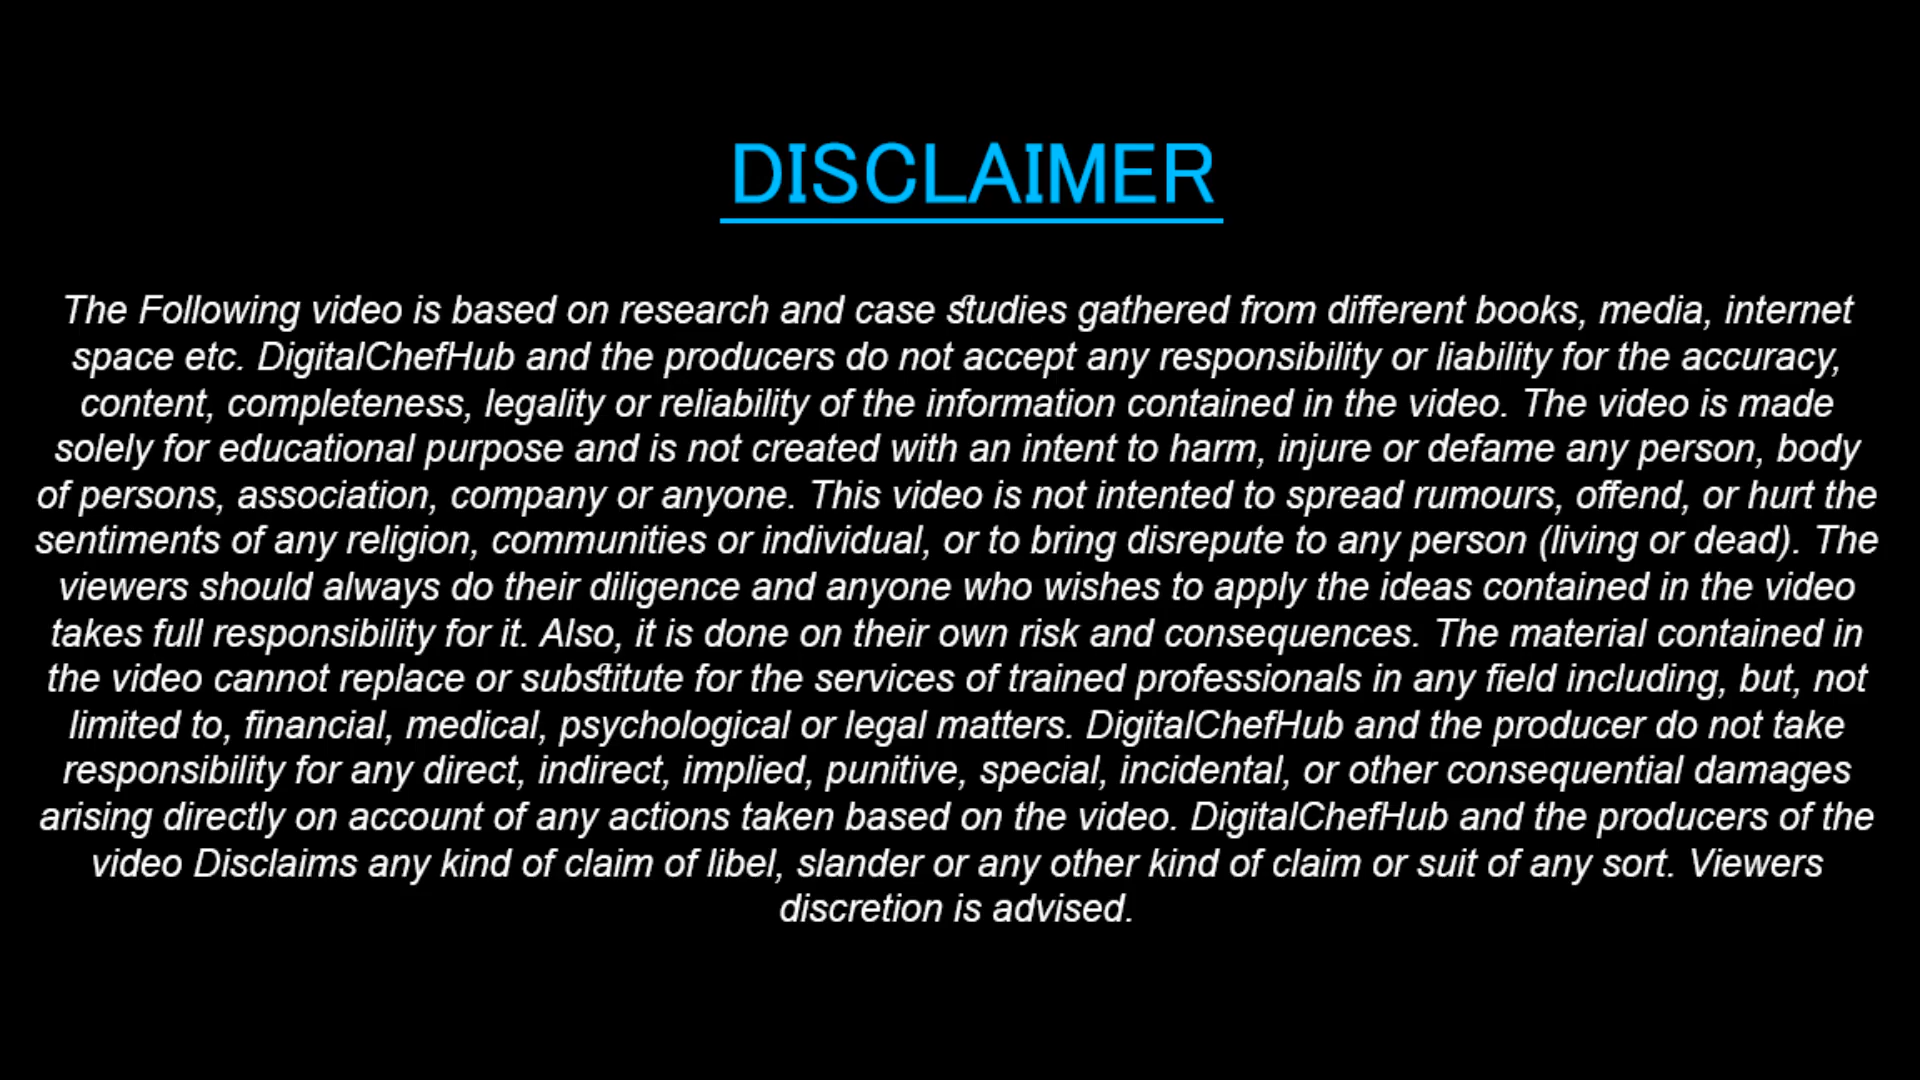 DISCLAIMER
The Following video is based on research and case studies gathered from different books, media, internet
space etc. DigitalChefHub and the producers do not accept any responsibility or liability for the accuracy,
content, completeness, legality or reliability of the information contained in the video. The video is made
solely for educational purpose and is not created with an intent to harm, injure or defame any person, body
of persons, association, company or anyone. This video is not intented to spread rumours, offend, or hurt the
sentiments of any religion, communities or individual, or to bring disrepute to any person (living or dead). The
viewers should always do their diligence and anyone who wishes to apply the ideas contained in the video
takes full responsibility for it. Also, it is done on their own risk and consequences. The material contained in
the video cannot replace or substitute for the services of trained professionals in any field including, but, not
limited to, financial, medical, psychological or legal matters. DigitalChefHub and the producer do not take
responsibility for any direct, indirect, implied, punitive, special, incidental, or other consequential damages
arising directly on account of any actions taken based on the video. DigitalChefHub and the producers of the
video Disclaims any kind of claim of libel, slander or any other kind of claim or suit of any sort. Viewers
discretion is advised.